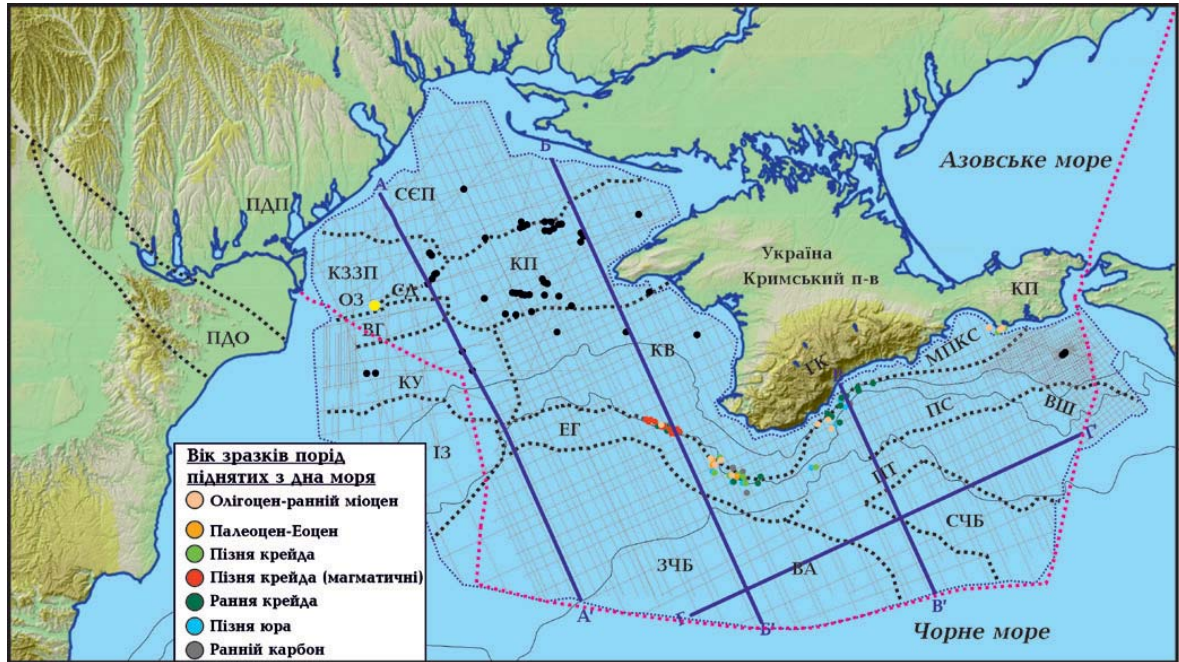 Азовське море
Б
А
СЄП
ПДП
Україна
Кримський п-в
КЗЗП
КП
КП
СД
ОЗ
ВГ
ПДО
МПКС
КВ
ГК
КУ
ПС
ВШ
ЕГ
Г'
ІЗ
Вік зразків порід
піднятих з дна моря
Олігоцен-ранній міоцен
Палеоцен-Еоцен
Пізня крейда
Пізня крейда (магматичні)
Рання крейда
Пізня юра
Ранній карбон
СЧБ
ЗЧБ
ВА
А'
Г
Б'
В'
Чорне море